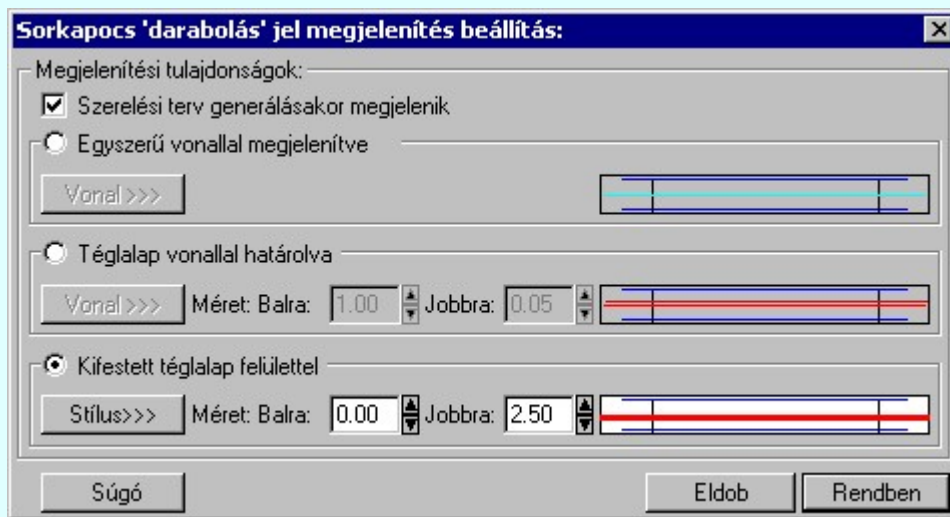 Sorkapocs 'darabolás' jel megjelenítés beállítás:
Megjelenítési tulajdonságok:
Szerelési terv generálásakor megjelenik
Egyszerű vonallal megjelenítve
Vonal >>>
Téglalap vonallal határolva
Vonal >>> Méret: Balra: 1.00 Jobbra: 0.05
Kifestett téglalap felülettel
Stílus>>> Méret: Balra: 0.00 Jobbra: 2.50
Súgó Eldob Rendben